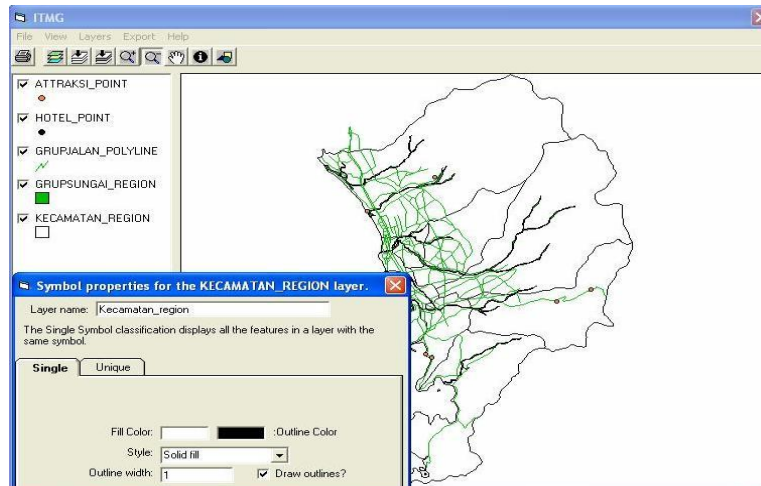 ITMG
File View Layers Export Help
ATTRAKSI_POINT
HOTEL_POINT
GRUPJALAN_POLYLINE
GRUPSUNGAI_REGION
KECAMATAN_REGION
Symbol properties for the KECAMATAN_REGION layer.
Layer name: Kecamatan_region
The Single Symbol classification displays all the features in a layer with the
same symbol.
Single Unique
Fill Color: :Outline Color
Style: Solid fill
Outline width: 1 Draw outlines?